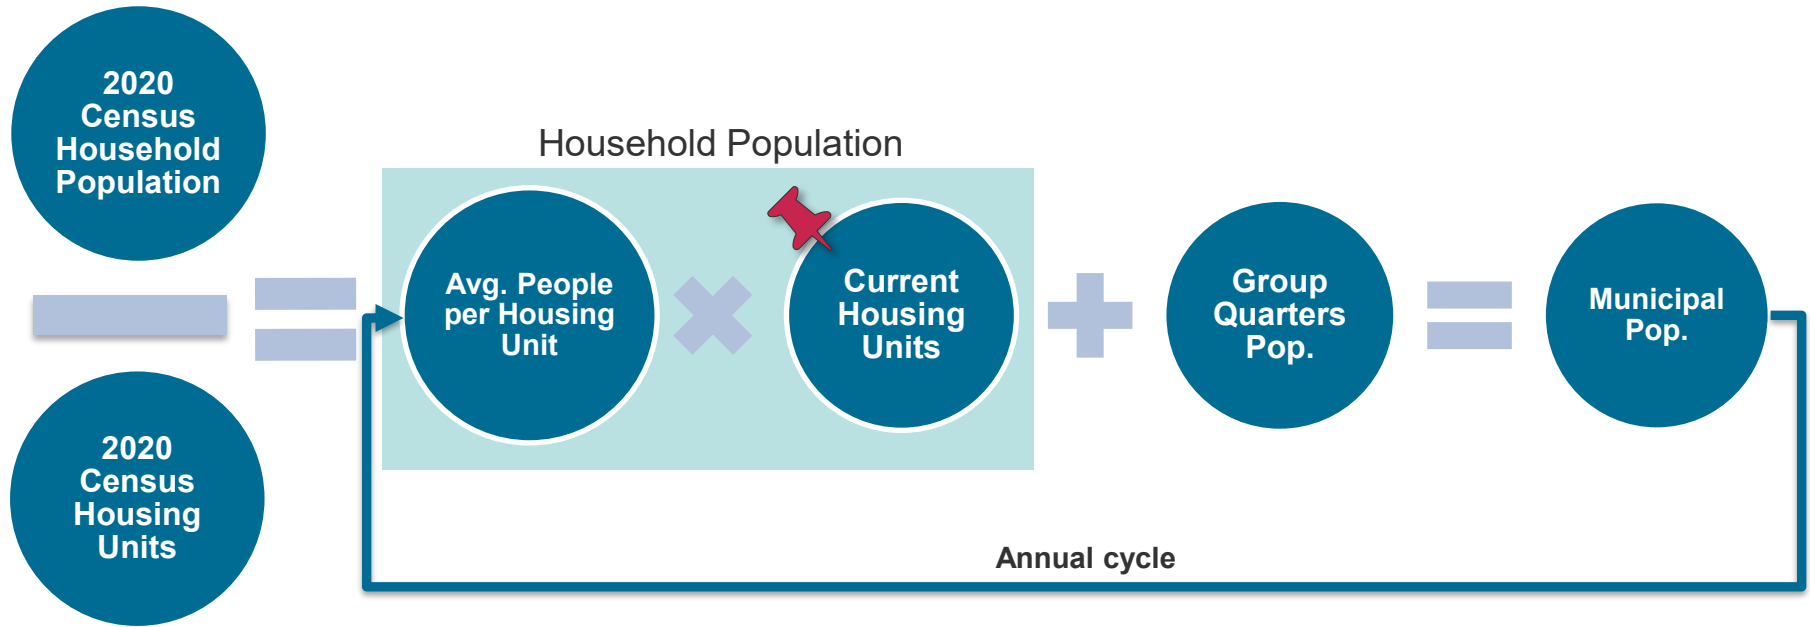 2020
Census
Household
Population
2020
Census
Housing
Units
Household Population
Avg. People
per Housing
Unit
Current
Housing
Units
Group
Quarters
Pop.
Municipal
Pop.
Annual cycle